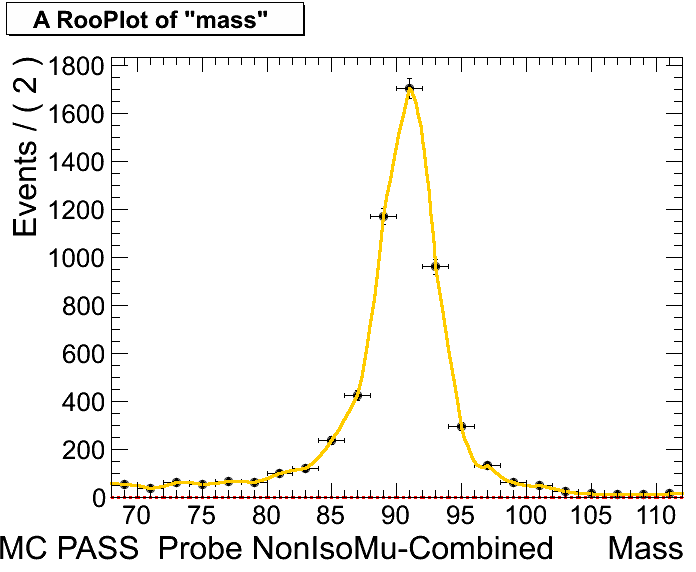 A RooPlot of "mass"
Events / ( 2 )
1800
1600
1400
1200
1000
800
600
400
200
0
70 75 80 85 90 95 100 105 110
MC PASS Probe NonIsoMu-Combined Mass